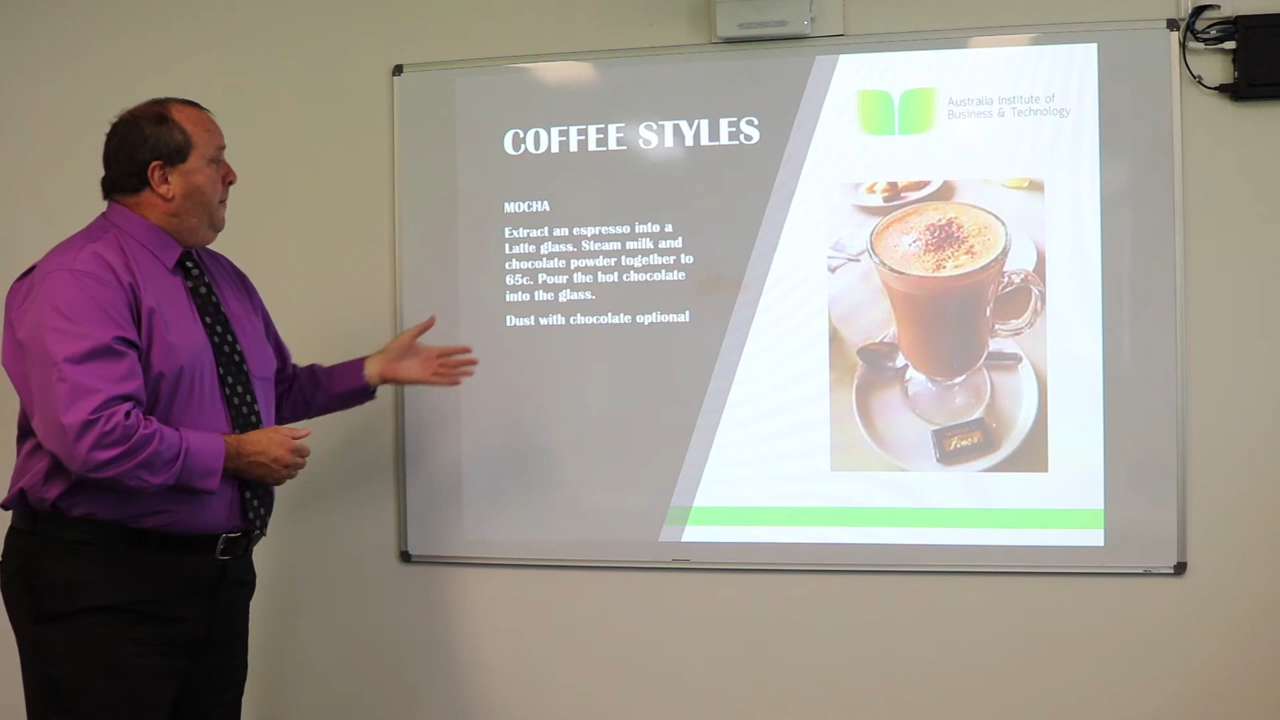 COFFEE STYLES
MOCHA
Extract an espresso into a
Latte glass. Steam milk and
chocolate powder together to
65c. Pour the hot chocolate
into the glass.
Dust with chocolate optional
Australia Institute of
Business & Technology